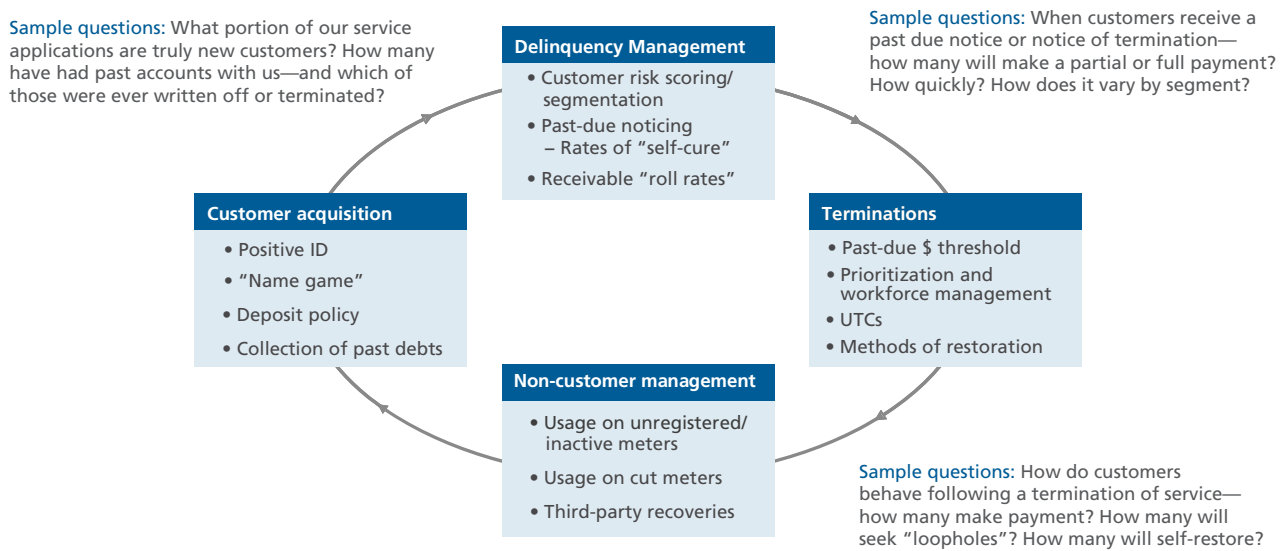 Sample questions: What portion of our service
applications are truly new customers? How many
have had past accounts with us—and which of
those were ever written off or terminated?
Sample questions: When customers receive a
past due notice or notice of termination—
how many will make a partial or full payment?
How quickly? How does it vary by segment?
Delinquency Management
• Customer risk scoring/
segmentation
• Past-due noticing
– Rates of “self-cure”
• Receivable “roll rates”
Customer acquisition
• Positive ID
• “Name game”
• Deposit policy
• Collection of past debts
Terminations
• Past-due $ threshold
• Prioritization and
workforce management
• UTCs
• Methods of restoration
Non-customer management
• Usage on unregistered/
inactive meters
• Usage on cut meters
• Third-party recoveries
Sample questions: How do customers
behave following a termination of service—
how many make payment? How many will
seek “loopholes”? How many will self-restore?